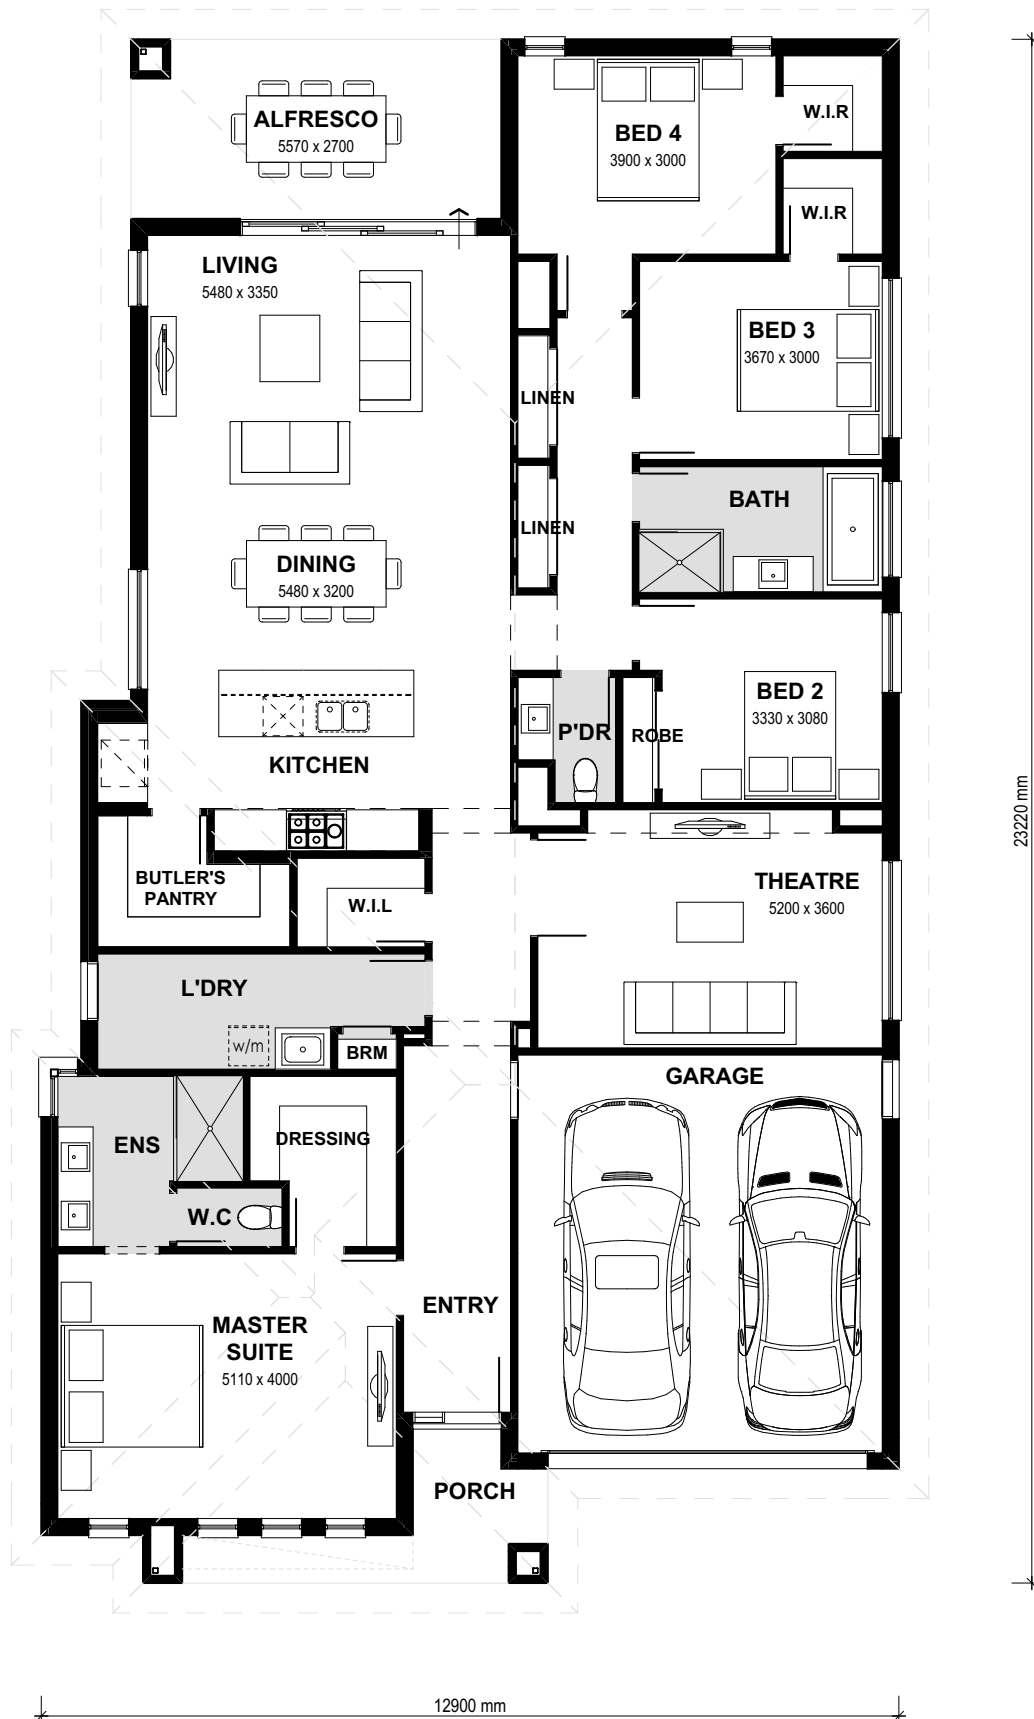 ALFRESCO
5570 x 2700
BED 4
3900 x 3000
W.I.R
W.I.R
LIVING
5480 x 3350
BED 3
3670 x 3000
LINEN
BATH
LINEN
DINING
5480 x 3200
BED 2
3330 x 3080
P'DR
ROBE
KITCHEN
23220 mm
BUTLER'S
PANTRY
W.I.L
THEATRE
5200 x 3600
L'DRY
w/m
BRM
GARAGE
ENS
DRESSING
W.C
ENTRY
MASTER
SUITE
5110 x 4000
PORCH
12900 mm